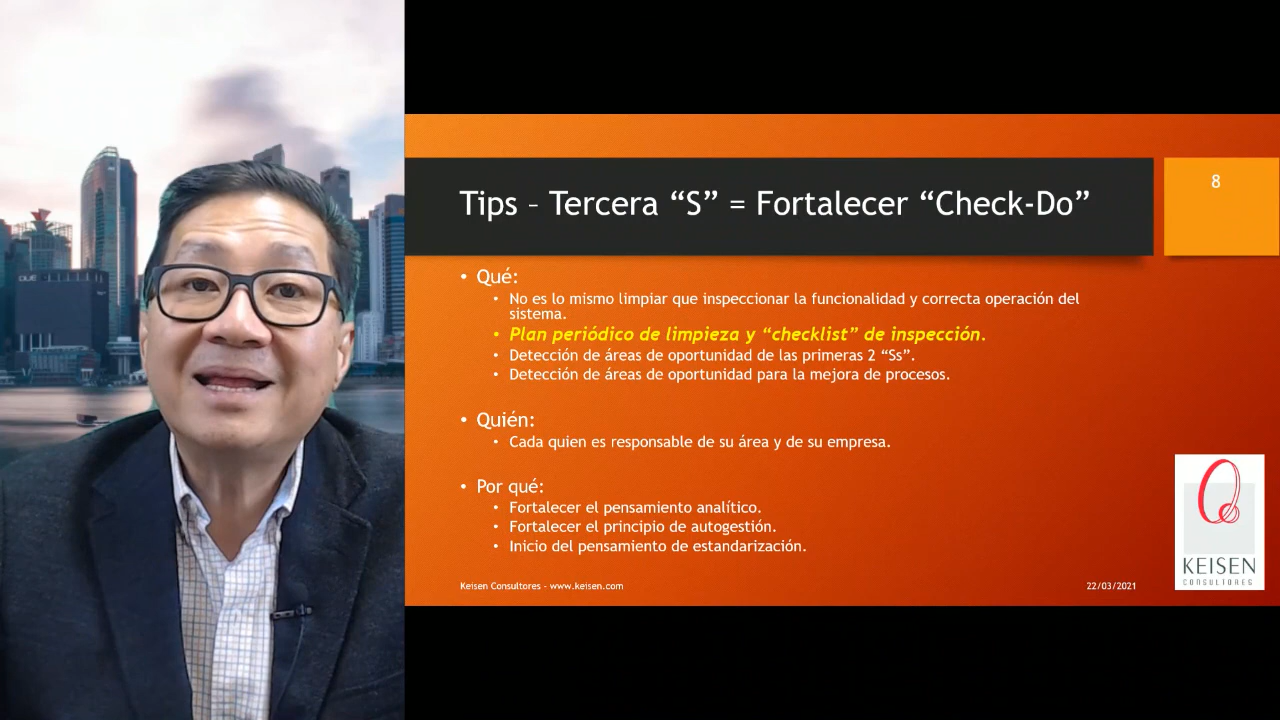 Tips – Tercera “S” = Fortalecer “Check-Do”
8
• Qué:
• No es lo mismo limpiar que inspeccionar la funcionalidad y correcta operación del
sistema.
• Plan periódico de limpieza y “checklist” de inspección.
• Detección de áreas de oportunidad de las primeras 2 “Ss”.
• Detección de áreas de oportunidad para la mejora de procesos.
• Quién:
• Cada quien es responsable de su área y de su empresa.
• Por qué:
• Fortalecer el pensamiento analítico.
• Fortalecer el principio de autogestión.
• Inicio del pensamiento de estandarización.
Keisen Consultores - www.keisen.com
22/03/2021
KEISEN
CONSULTORES